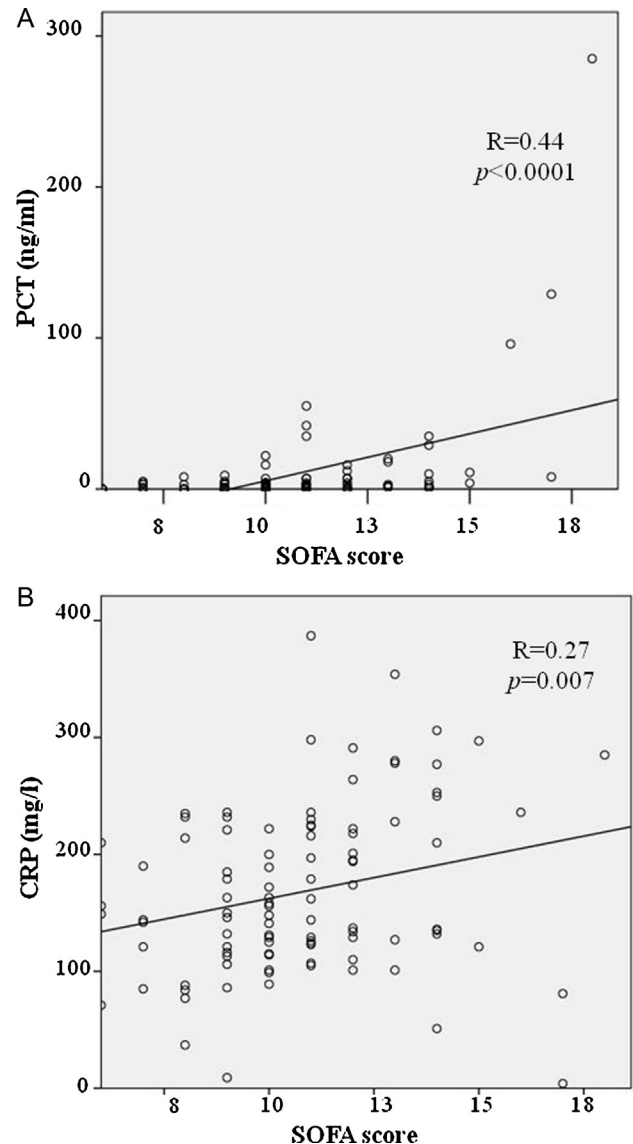 A
300
200
100
0
PCT (ng/ml)
R=0.44
p<0.0001
8 10 13 15 18
SOFA score
B
400
300
200
100
0
CRP (mg/l)
R=0.27
p=0.007
8 10 13 15 18
SOFA score